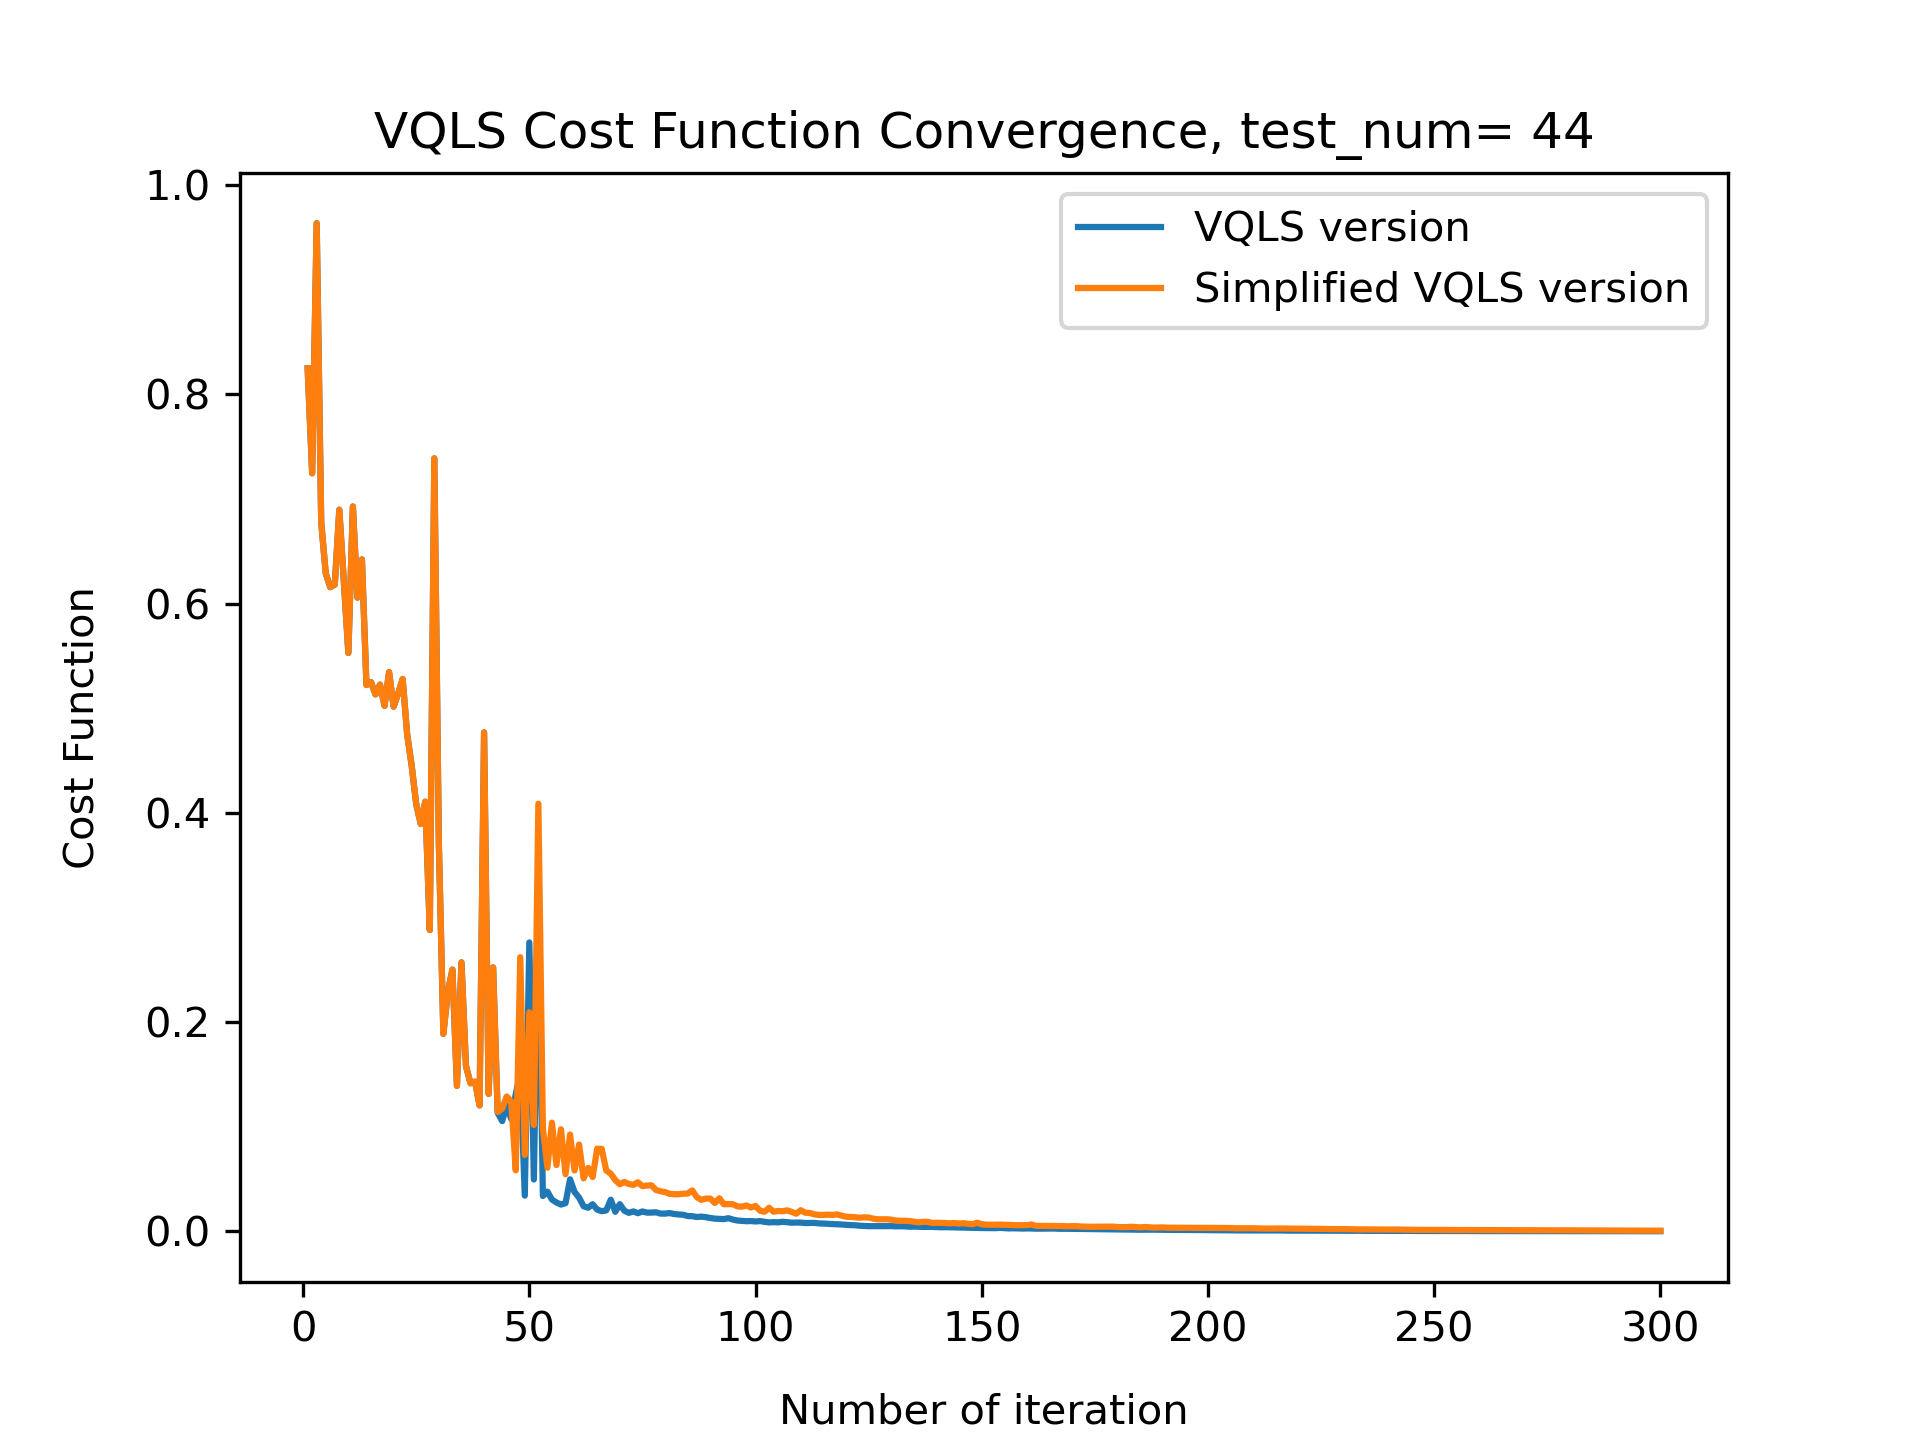 VQLS Cost Function Convergence, test_num= 44
VQLS version
Simplified VQLS version
Cost Function
1.0
0.8
0.6
0.4
0.2
0.0
0 50 100 150 200 250 300
Number of iteration